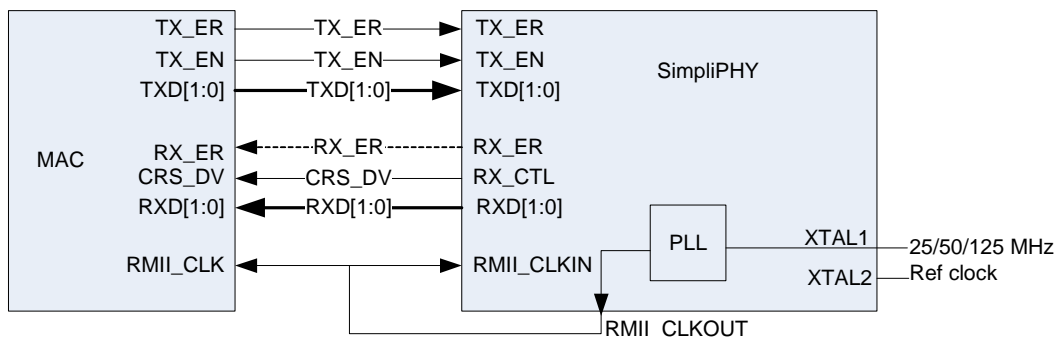 TX_ER TX_ER TX_ER
TX_EN TX_EN TX_EN
SimpliPHY
TXD[1:0] TXD[1:0] TXD[1:0]
MAC
RX_ER RX_ER RX_ER
CRS_DV CRS_DV RX_CTL
RXD[1:0] RXD[1:0] RXD[1:0]
PLL
XTAL1 25/50/125 MHz
RMII_CLK RMII_CLKIN
XTAL2 Ref clock
RMII_CLKOUT